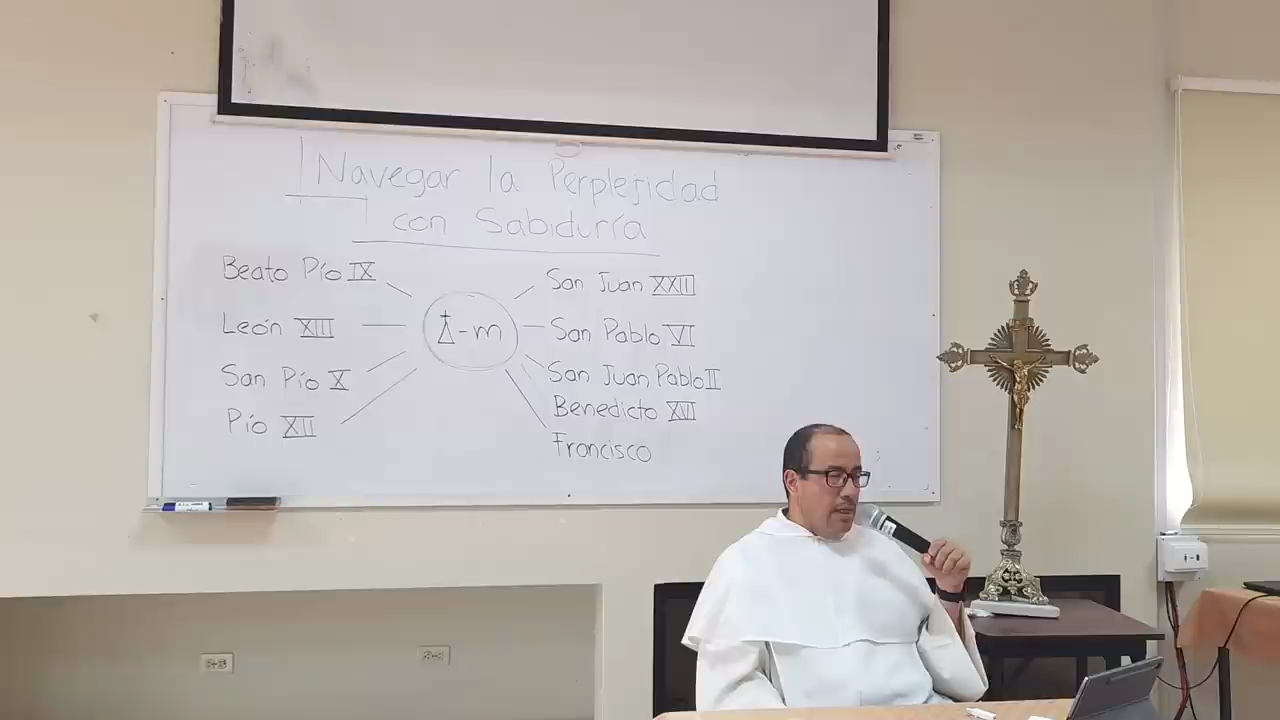 Navegar la Perplejidad
con Sabiduría
Beato Pío IX
León XIII
San Pío X
Pío XII
-m
San Juan XXIII
San Pablo VI
San Juan Pablo II
Benedicto XVI
Francisco